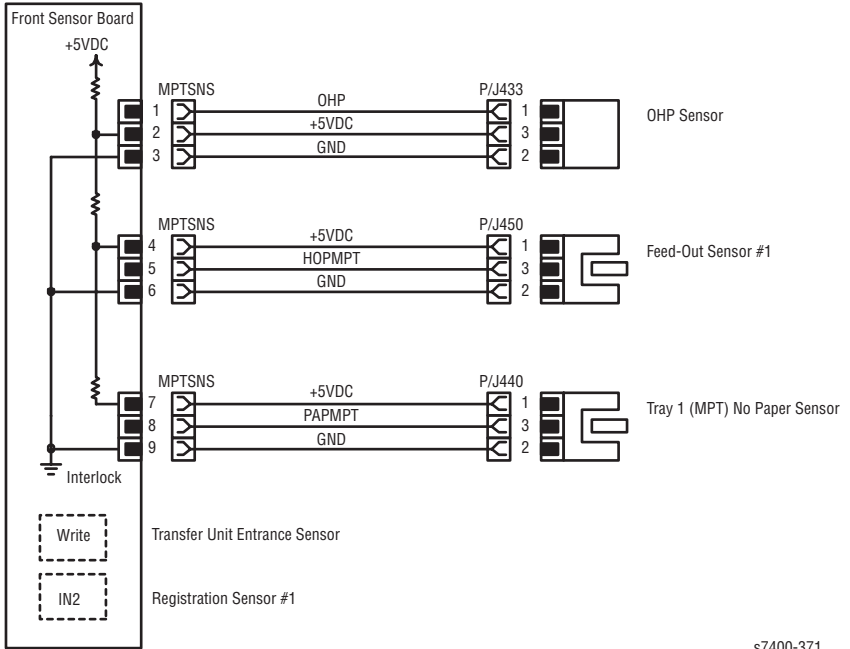 Front Sensor Board
+5VDC
MPTSNS
P/J433
1
OHP
1
OHP Sensor
2
+5VDC
3
3
GND
2
MPTSNS
P/J450
4
+5VDC
1
Feed-Out Sensor #1
5
HOPMPT
3
6
GND
2
MPTSNS
P/J440
7
+5VDC
1
Tray 1 (MPT) No Paper Sensor
8
PAPMPT
3
9
GND
2
Interlock
Write
Transfer Unit Entrance Sensor
IN2
Registration Sensor #1
s7400-371